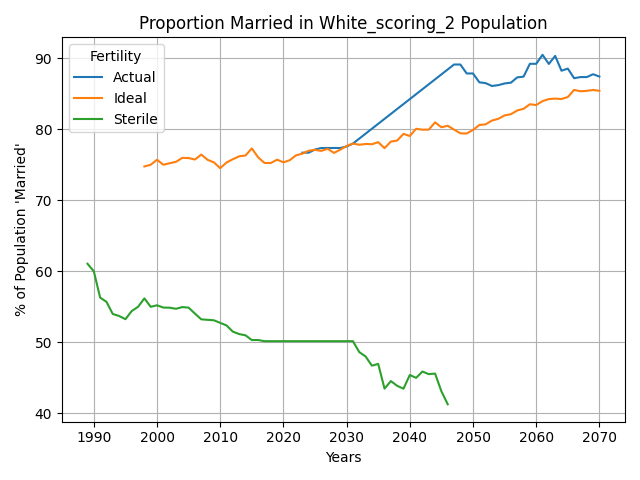 Proportion Married in White_scoring_2 Population
Fertility
Actual
Ideal
Sterile
% of Population 'Married'
90
80
70
60
50
40
1990 2000 2010 2020 2030 2040 2050 2060 2070
Years